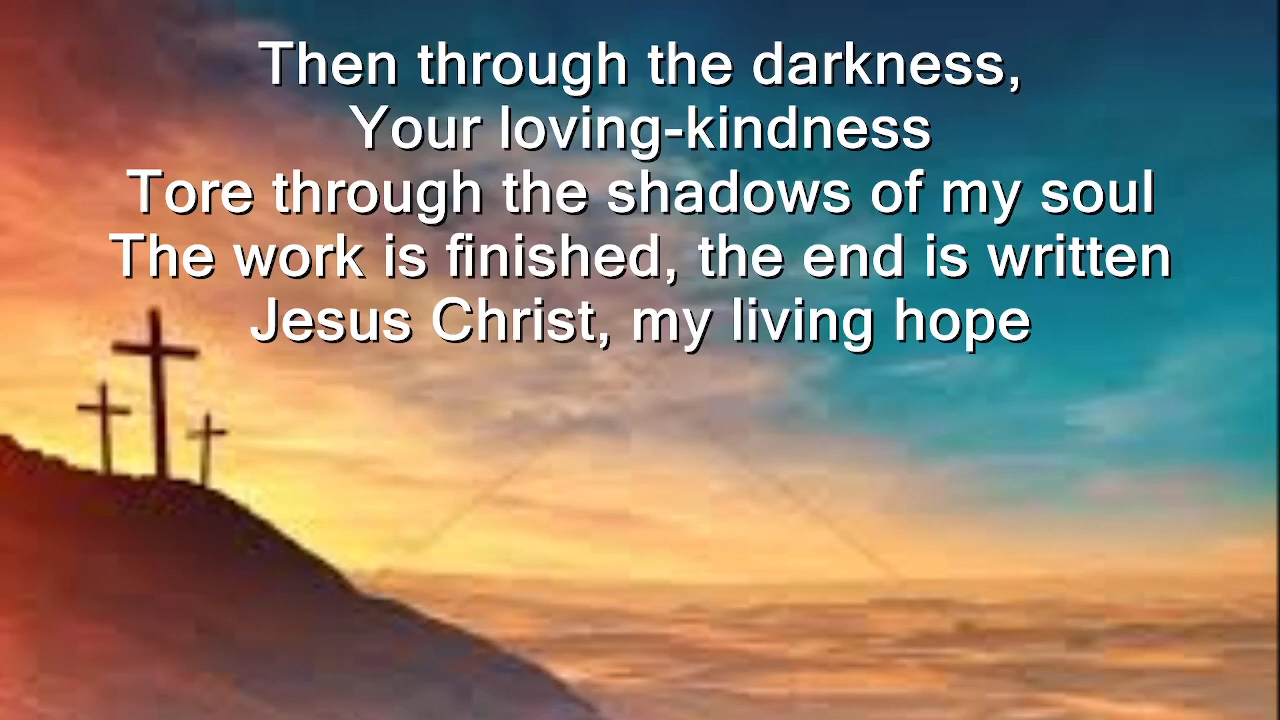 Then through the darkness,
Your loving-kindness
Tore through the shadows of my soul
The work is finished, the end is written
Jesus Christ, my living hope